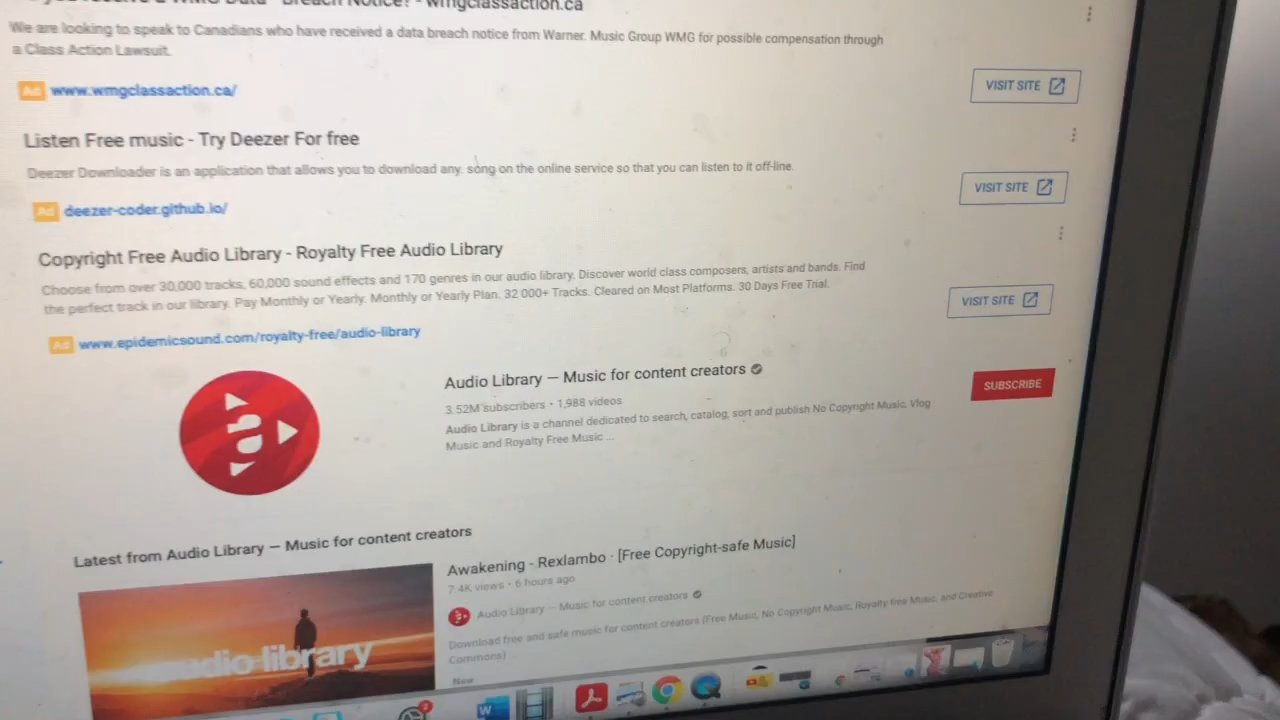 Breach Notice? - wmgclassaction.ca
We are looking to speak to Canadians who have received a data breach notice from Warner. Music Group WMG for possible compensation through
a Class Action Lawsuit.
Ad www.wmgclassaction.ca/
VISIT SITE
Listen Free music - Try Deezer For free
Deezer Downloader is an application that allows you to download any. song on the online service so that you can listen to it off-line.
Ad deezer-coder.github.io/
VISIT SITE
Copyright Free Audio Library - Royalty Free Audio Library
Choose from over 30,000 tracks, 60,000 sound effects and 170 genres in our audio library. Discover world class composers, artists and bands. Find
the perfect track in our library. Pay Monthly or Yearly. Monthly or Yearly Plan. 32 000+ Tracks. Cleared on Most Platforms. 30 Days Free Trial.
Ad www.epidemicsound.com/royalty-free/audio-library
VISIT SITE
a
Audio Library — Music for content creators
3.52M subscribers • 1,988 videos
Audio Library is a channel dedicated to search, catalog, sort and publish No Copyright Music, Vlog
Music and Royalty Free Music ...
SUBSCRIBE
Latest from Audio Library — Music for content creators
audio library
Awakening - Rexlambo · [Free Copyright-safe Music]
7.4K views • 6 hours ago
Audio Library — Music for content creators
Download free and safe music for content creators (Free Music, No Copyright Music, Royalty free Music, and Creative
Commons) ...
New
2
W